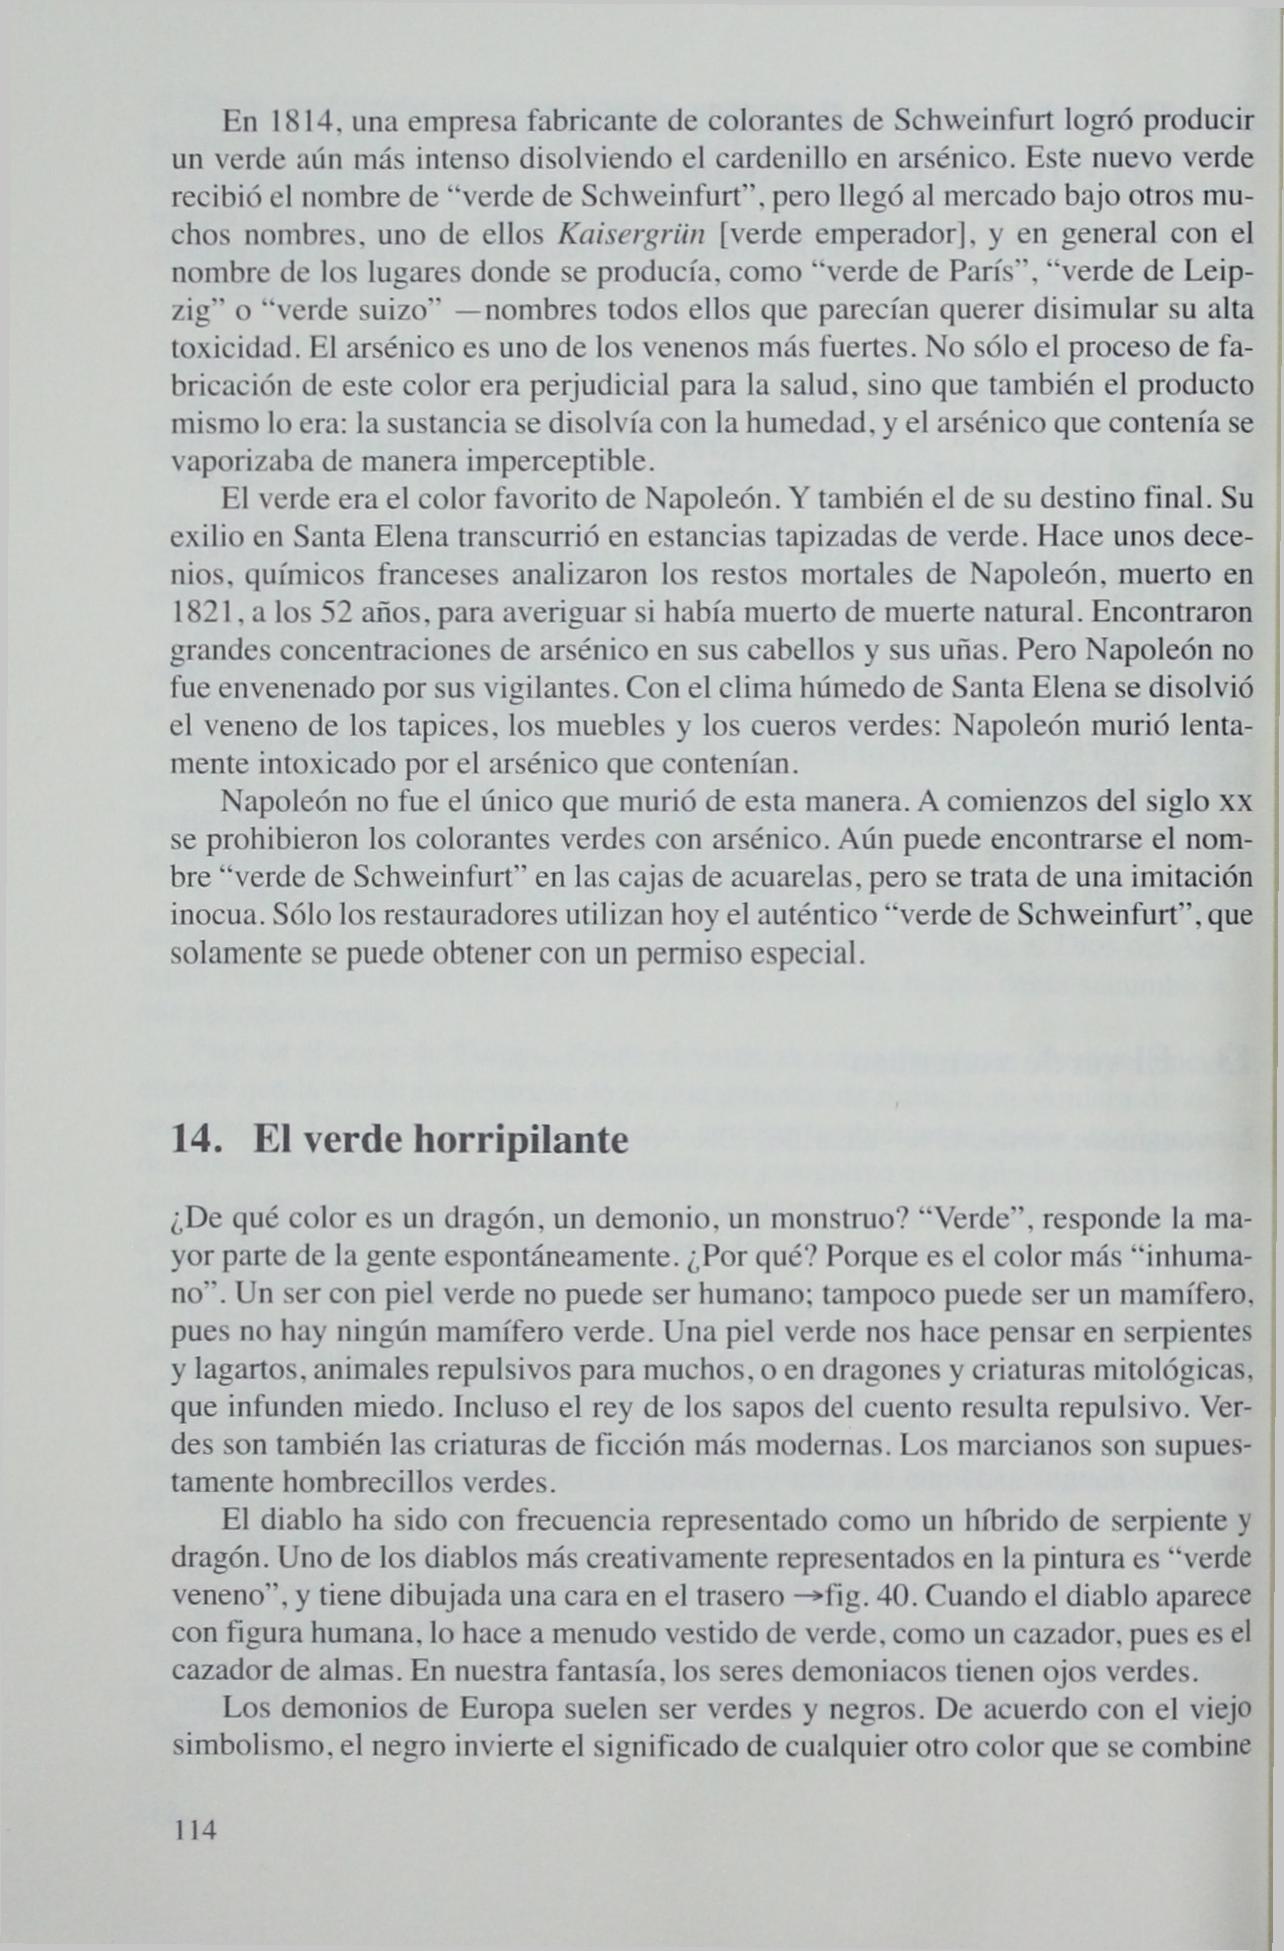 En 1814, una empresa fabricante de colorantes de Schweinfurt logró producir
un verde aún más intenso disolviendo el cardenillo en arsénico. Este nuevo verde
recibió el nombre de “verde de Schweinfurt”, pero llegó al mercado bajo otros mu-
chos nombres, uno de ellos Kaisergrün [verde emperador], y en general con el
nombre de los lugares donde se producía, como “verde de París”, “verde de Leip-
zig” o “verde suizo” —nombres todos ellos que parecían querer disimular su alta
toxicidad. El arsénico es uno de los venenos más fuertes. No sólo el proceso de fa-
bricación de este color era perjudicial para la salud, sino que también el producto
mismo lo era: la sustancia se disolvía con la humedad, y el arsénico que contenía se
vaporizaba de manera imperceptible.
El verde era el color favorito de Napoleón. Y también el de su destino final. Su
exilio en Santa Elena transcurrió en estancias tapizadas de verde. Hace unos dece-
nios, químicos franceses analizaron los restos mortales de Napoleón, muerto en
1821, a los 52 años, para averiguar si había muerto de muerte natural. Encontraron
grandes concentraciones de arsénico en sus cabellos y sus uñas. Pero Napoleón no
fue envenenado por sus vigilantes. Con el clima húmedo de Santa Elena se disolvió
el veneno de los tapices, los muebles y los cueros verdes: Napoleón murió lenta-
mente intoxicado por el arsénico que contenían.
Napoleón no fue el único que murió de esta manera. A comienzos del siglo XX
se prohibieron los colorantes verdes con arsénico. Aún puede encontrarse el nom-
bre “verde de Schweinfurt” en las cajas de acuarelas, pero se trata de una imitación
inocua. Sólo los restauradores utilizan hoy el auténtico “verde de Schweinfurt”, que
solamente se puede obtener con un permiso especial.
14. El verde horripilante
¿De qué color es un dragón, un demonio, un monstruo? “Verde”, responde la ma-
yor parte de la gente espontáneamente. ¿Por qué? Porque es el color más “inhuma-
no”. Un ser con piel verde no puede ser humano; tampoco puede ser un mamífero,
pues no hay ningún mamífero verde. Una piel verde nos hace pensar en serpientes
y lagartos, animales repulsivos para muchos, o en dragones y criaturas mitológicas,
que infunden miedo. Incluso el rey de los sapos del cuento resulta repulsivo. Ver-
des son también las criaturas de ficción más modernas. Los marcianos son supues-
tamente hombrecillos verdes.
El diablo ha sido con frecuencia representado como un híbrido de serpiente y
dragón. Uno de los diablos más creativamente representados en la pintura es “verde
veneno”, y tiene dibujada una cara en el trasero →fig. 40. Cuando el diablo aparece
con figura humana, lo hace a menudo vestido de verde, como un cazador, pues es el
cazador de almas. En nuestra fantasía, los seres demoniacos tienen ojos verdes.
Los demonios de Europa suelen ser verdes y negros. De acuerdo con el viejo
simbolismo, el negro invierte el significado de cualquier otro color que se combine
114